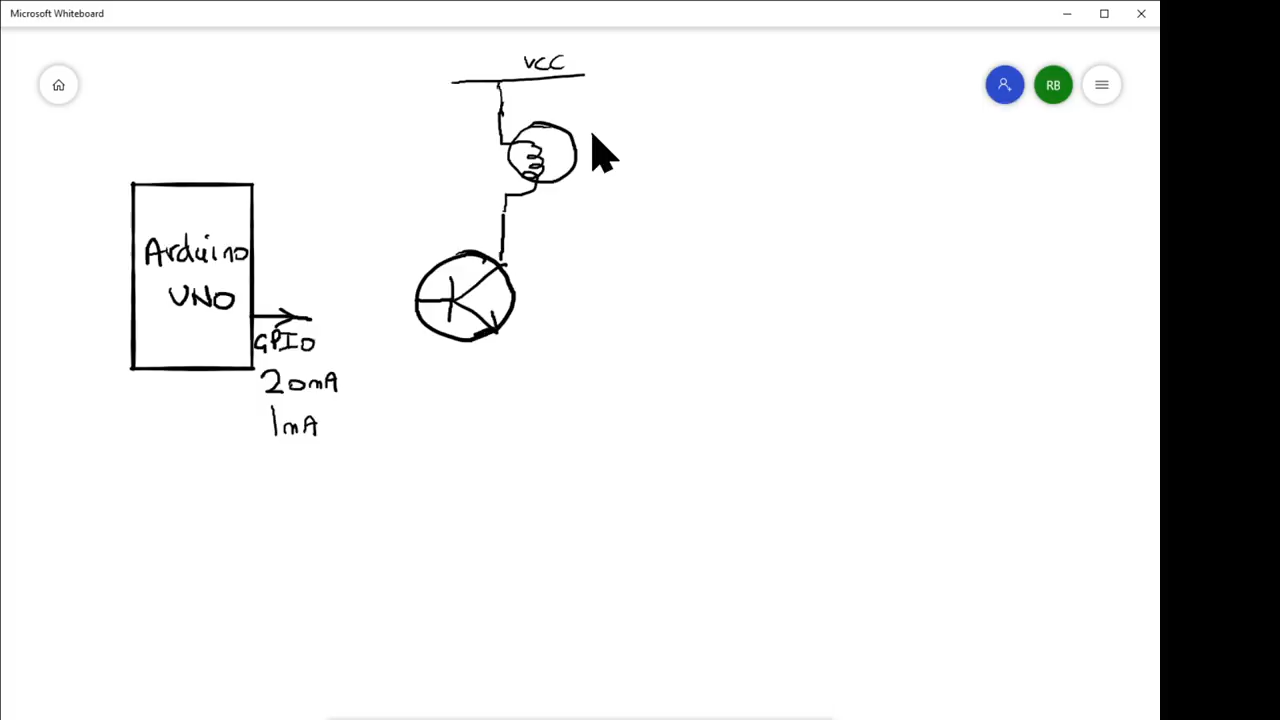 Microsoft Whiteboard
VCC
RB
Arduino
UNO
GPIO
20mA
1mA